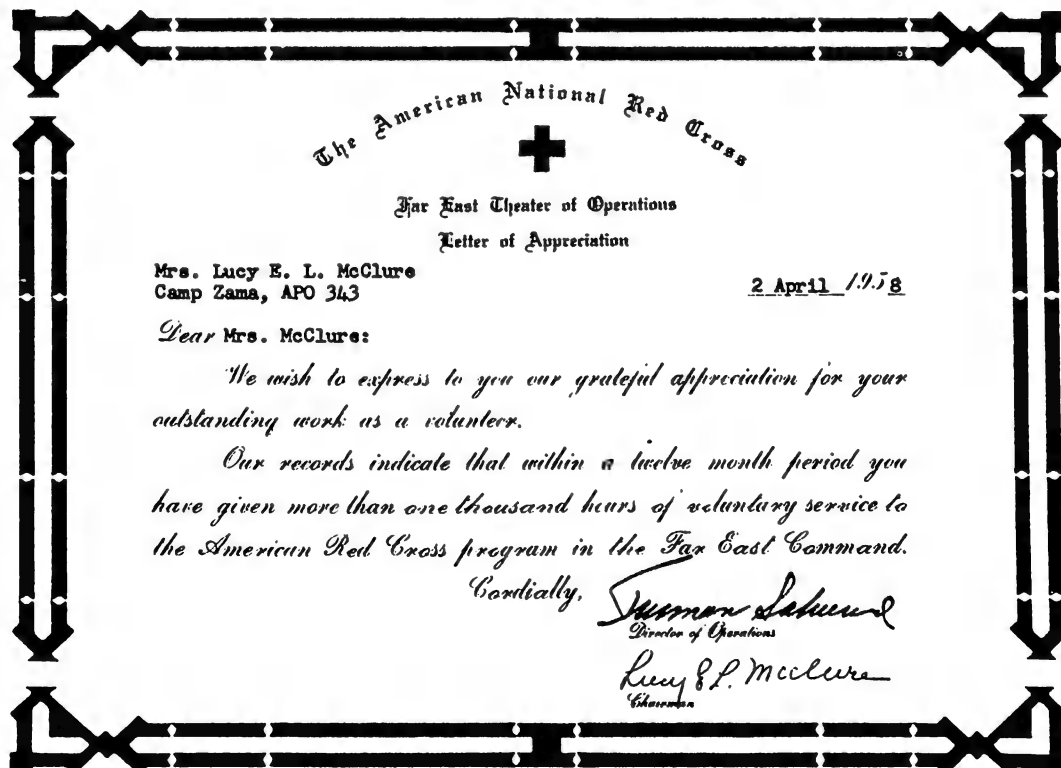 The American National Red Cross
Far East Theater of Operations
Letter of Appreciation
Mrs. Lucy E. L. McClure
Camp Zama, APO 343
2 April 1958
Dear Mrs. McClure:
We wish to express to you our grateful appreciation for your
outstanding work as a volunteer.
Our records indicate that within a twelve month period you
have given more than one thousand hours of voluntary service to
the American Red Cross program in the Far East Command.
Cordially,
Director of Operations
Lucy E L. McClure
Chairman